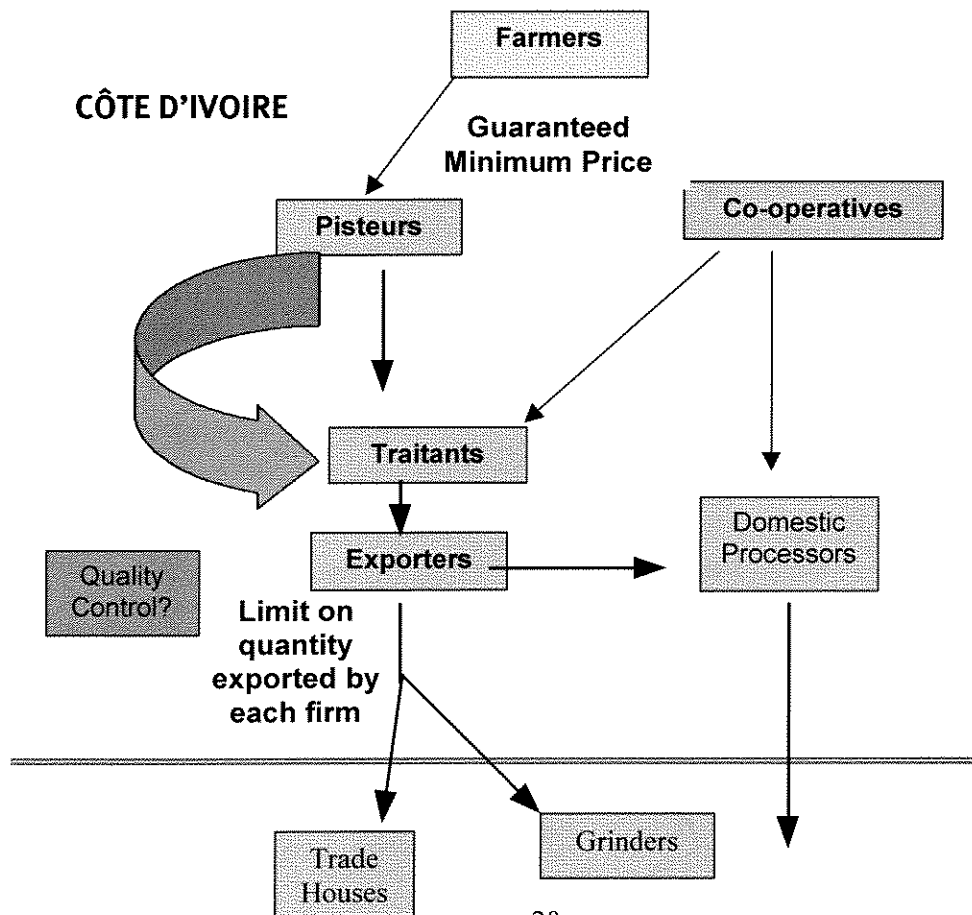 Farmers
CÔTE D'IVOIRE
Guaranteed
Minimum Price
Pisteurs
Co-operatives
Traitants
Domestic
Processors
Exporters
Quality
Control?
Limit on
quantity
exported by
each firm
Grinders
Trade
Houses